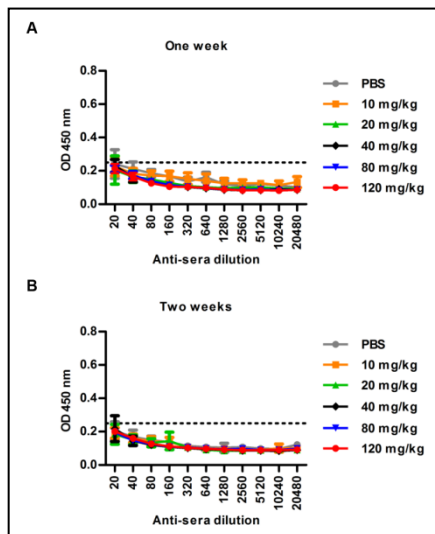 A
One week
OD 450 nm
0.8
0.6
0.4
0.2
0.0
20
40
80
160
320
640
1280
2560
5120
10240
20480
Anti-sera dilution
PBS
10 mg/kg
20 mg/kg
40 mg/kg
80 mg/kg
120 mg/kg
B
Two weeks
OD 450 nm
0.8
0.6
0.4
0.2
0.0
20
40
80
160
320
640
1280
2560
5120
10240
20480
Anti-sera dilution
PBS
10 mg/kg
20 mg/kg
40 mg/kg
80 mg/kg
120 mg/kg